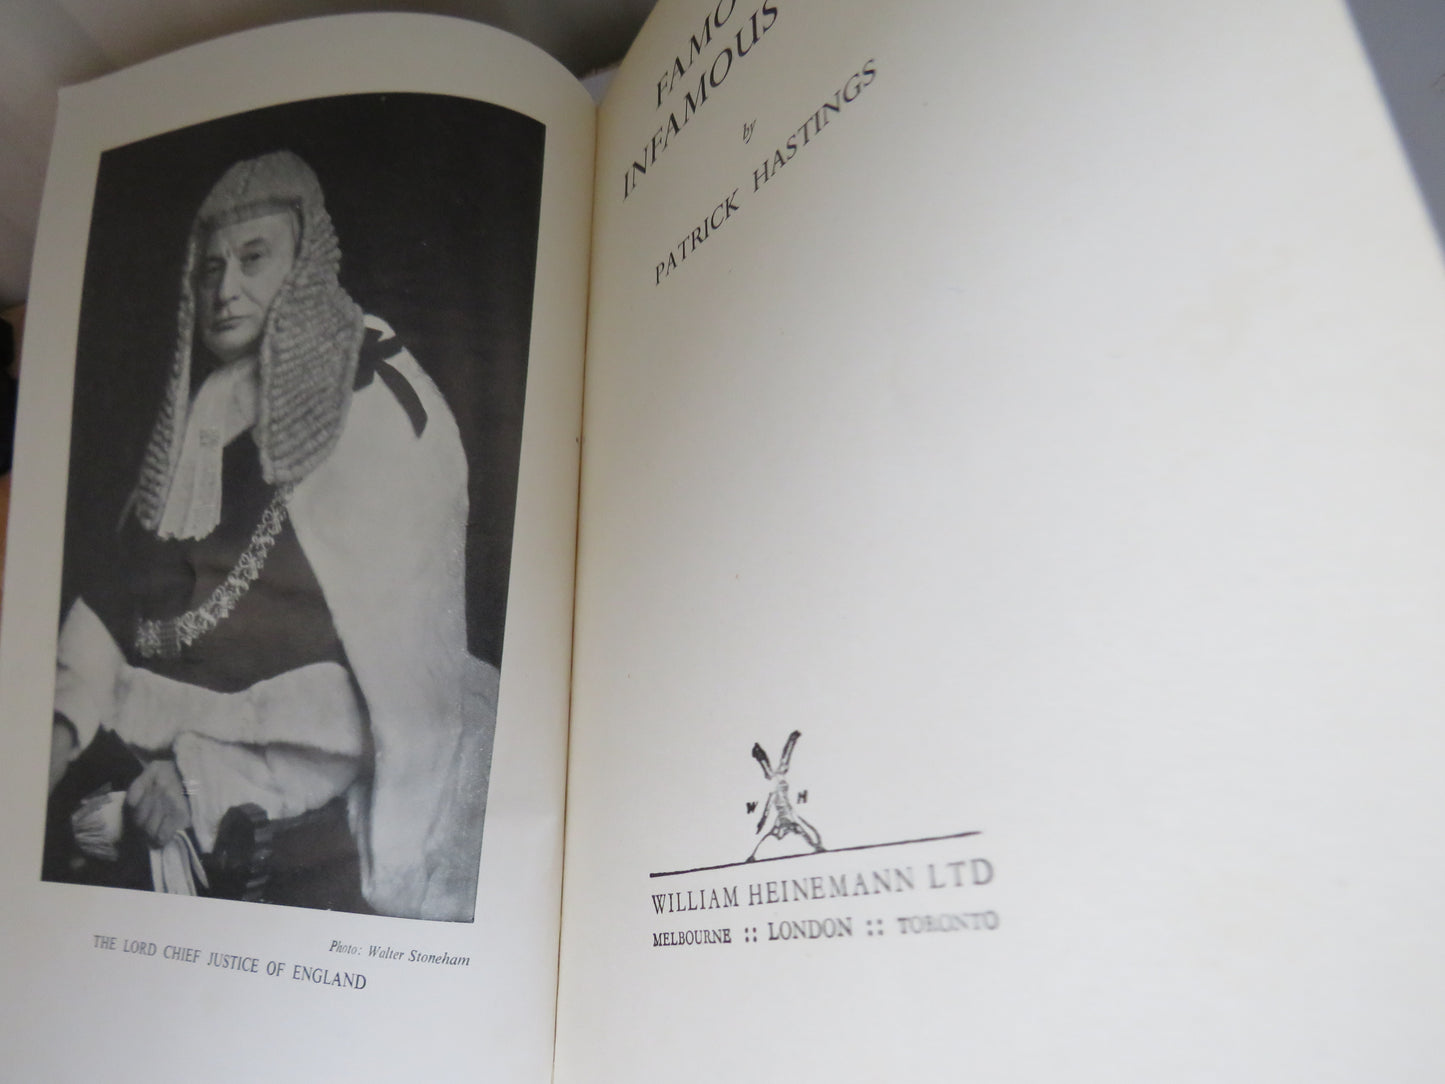 Photo: Walter Stoneham
THE LORD CHIEF JUSTICE OF ENGLAND
INFAMOUS
by
PATRICK HASTINGS
W H
WILLIAM HEINEMANN LTD
MELBOURNE :: LONDON :: TORONTO